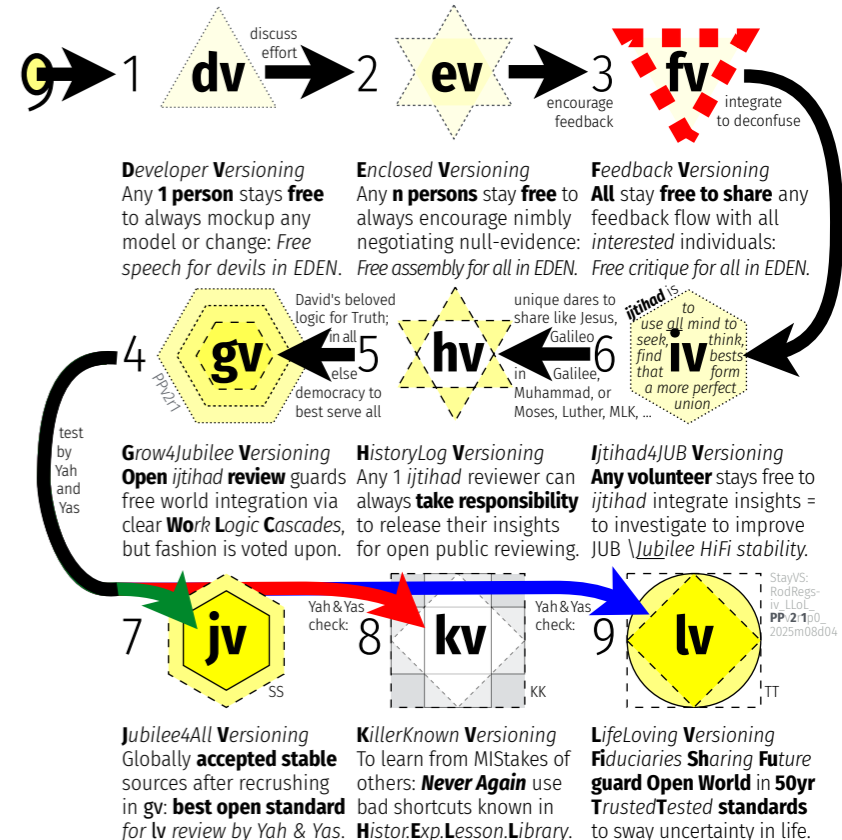 9
1
dv
discuss
effort
2
ev
encourage
feedback
3
fv
integrate
to deconfuse
Developer Versioning
Any 1 person stays free
to always mockup any
model or change: Free
speech for devils in EDEN.
Enclosed Versioning
Any n persons stay free to
always encourage nimbly
negotiating null-evidence:
Free assembly for all in EDEN.
Feedback Versioning
All stay free to share any
feedback flow with all
interested individuals:
Free critique for all in EDEN.
4
gv
PPv2r1
David's beloved
logic for Truth;
in all
else
democracy to
best serve all
5
hv
unique dares to
share like Jesus,
Galileo
in Galilee,
Muhammad, or
Moses, Luther, MLK, ...
6
iv
ijtihad is
to
use all mind to
seek, think,
find bests
that form
a more perfect
union
test
by
Yah
and
Yas
Grow4Jubilee Versioning
Open ijtihad review guards
free world integration via
clear Work Logic Cascades,
but fashion is voted upon.
HistoryLog Versioning
Any 1 ijtihad reviewer can
always take responsibility
to release their insights
for open public reviewing.
Ijtihad4JUB Versioning
Any volunteer stays free to
ijtihad integrate insights =
to investigate to improve
JUB \Jubilee HiFi stability.
7
jv
SS
Yah&Yas
check:
8
kv
KK
Yah&Yas
check:
9
lv
TT
StayVS:
RodRegs-
iv_LLoL_
PPv2r1p0_
2025m08d04
Jubilee4All Versioning
Globally accepted stable
sources after recrushing
in gv: best open standard
for lv review by Yah & Yas.
KillerKnown Versioning
To learn from MIStakes of
others: Never Again use
bad shortcuts known in
Histor.Exp.Lesson.Library.
LifeLoving Versioning
Fiduciaries Sharing Future
guard Open World in 50yr
TrustedTested standards
to sway uncertainty in life.